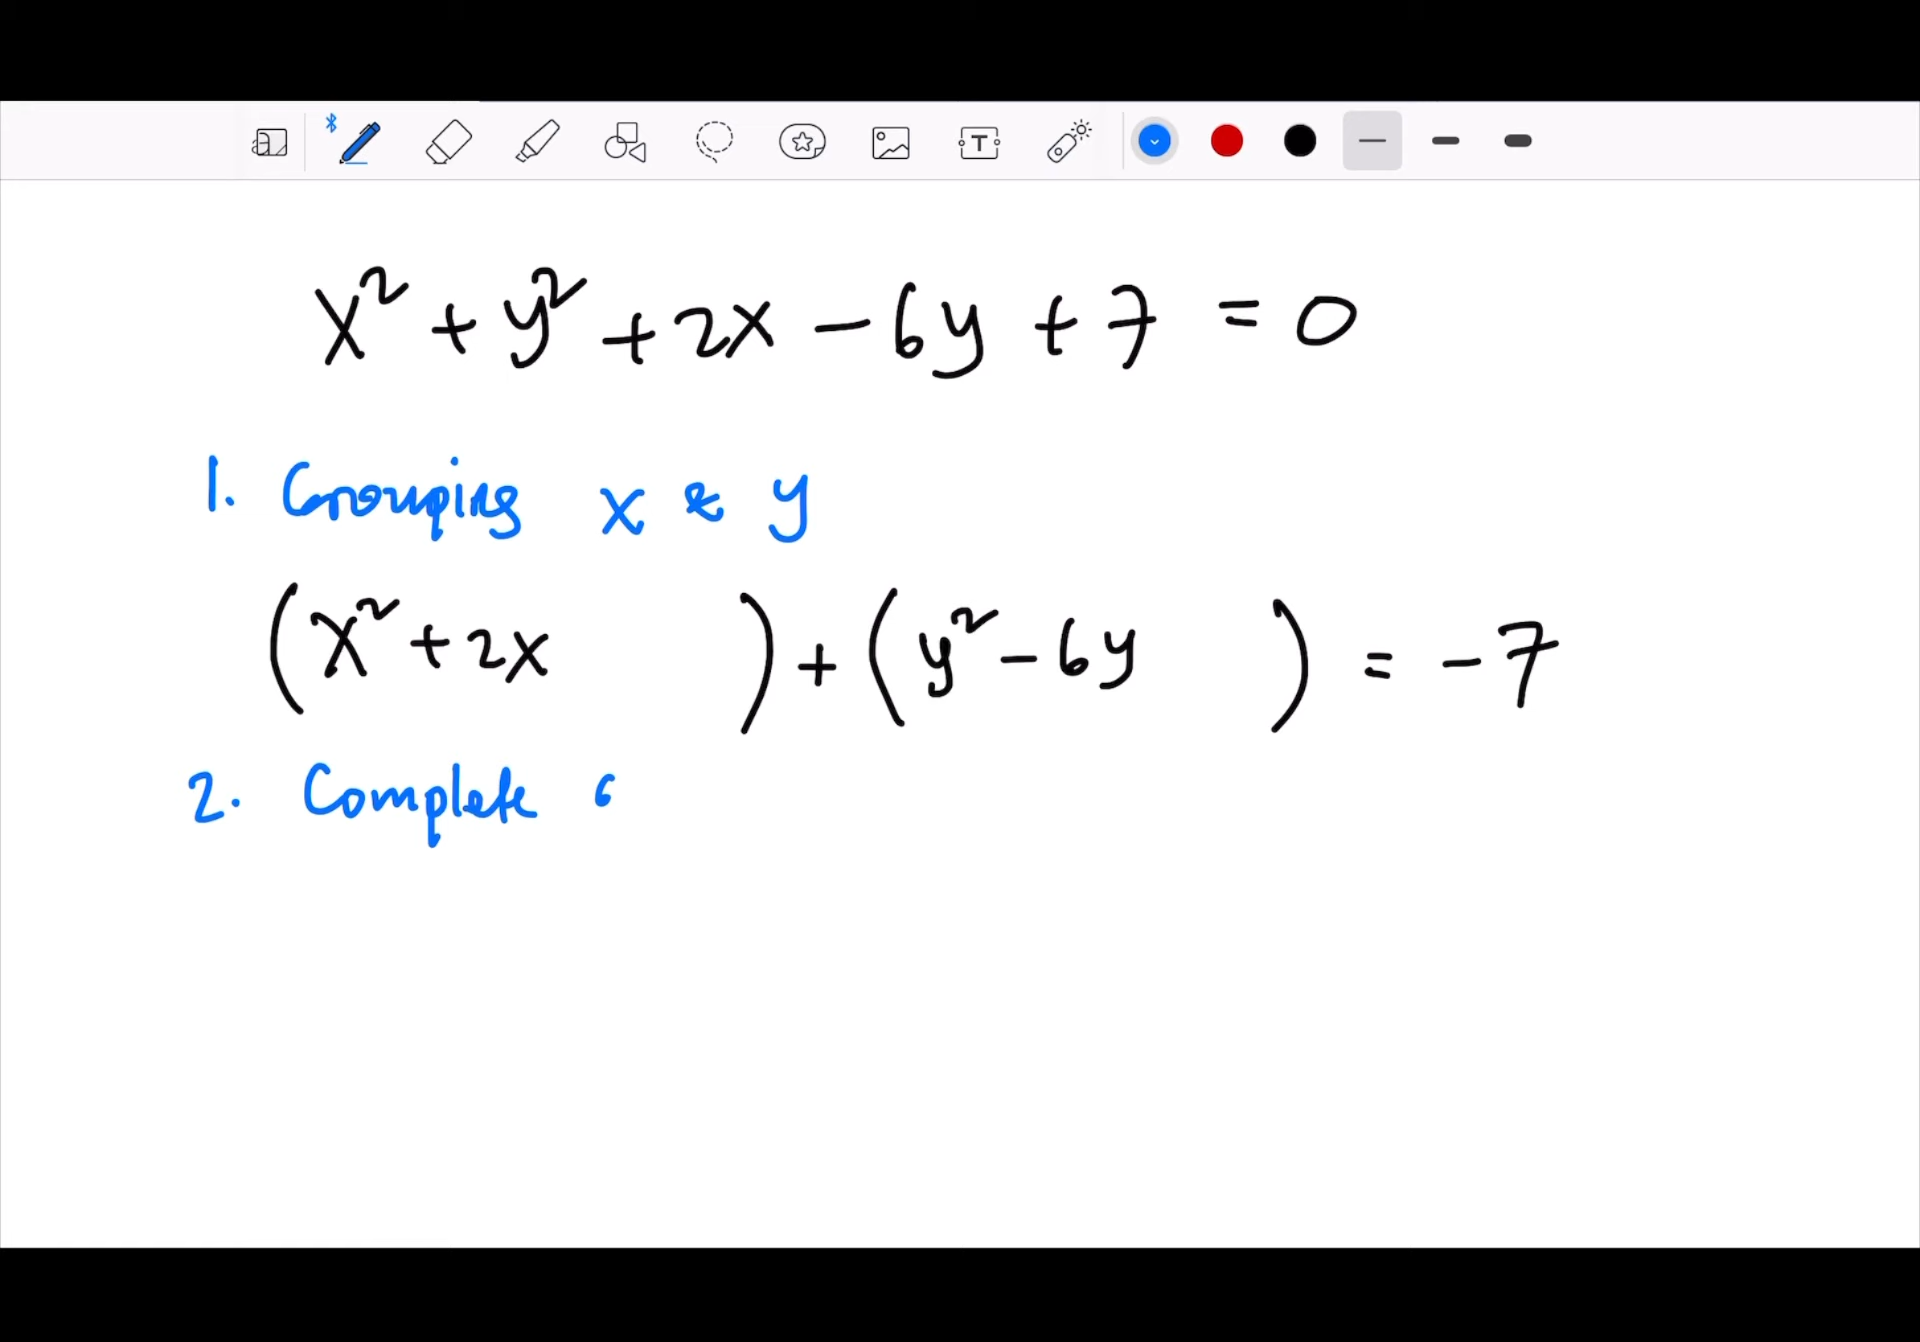 x² + y² + 2x - 6y + 7 = 0
1. Grouping x & y
(x² + 2x ) + (y² - 6y ) = -7
2. Complete